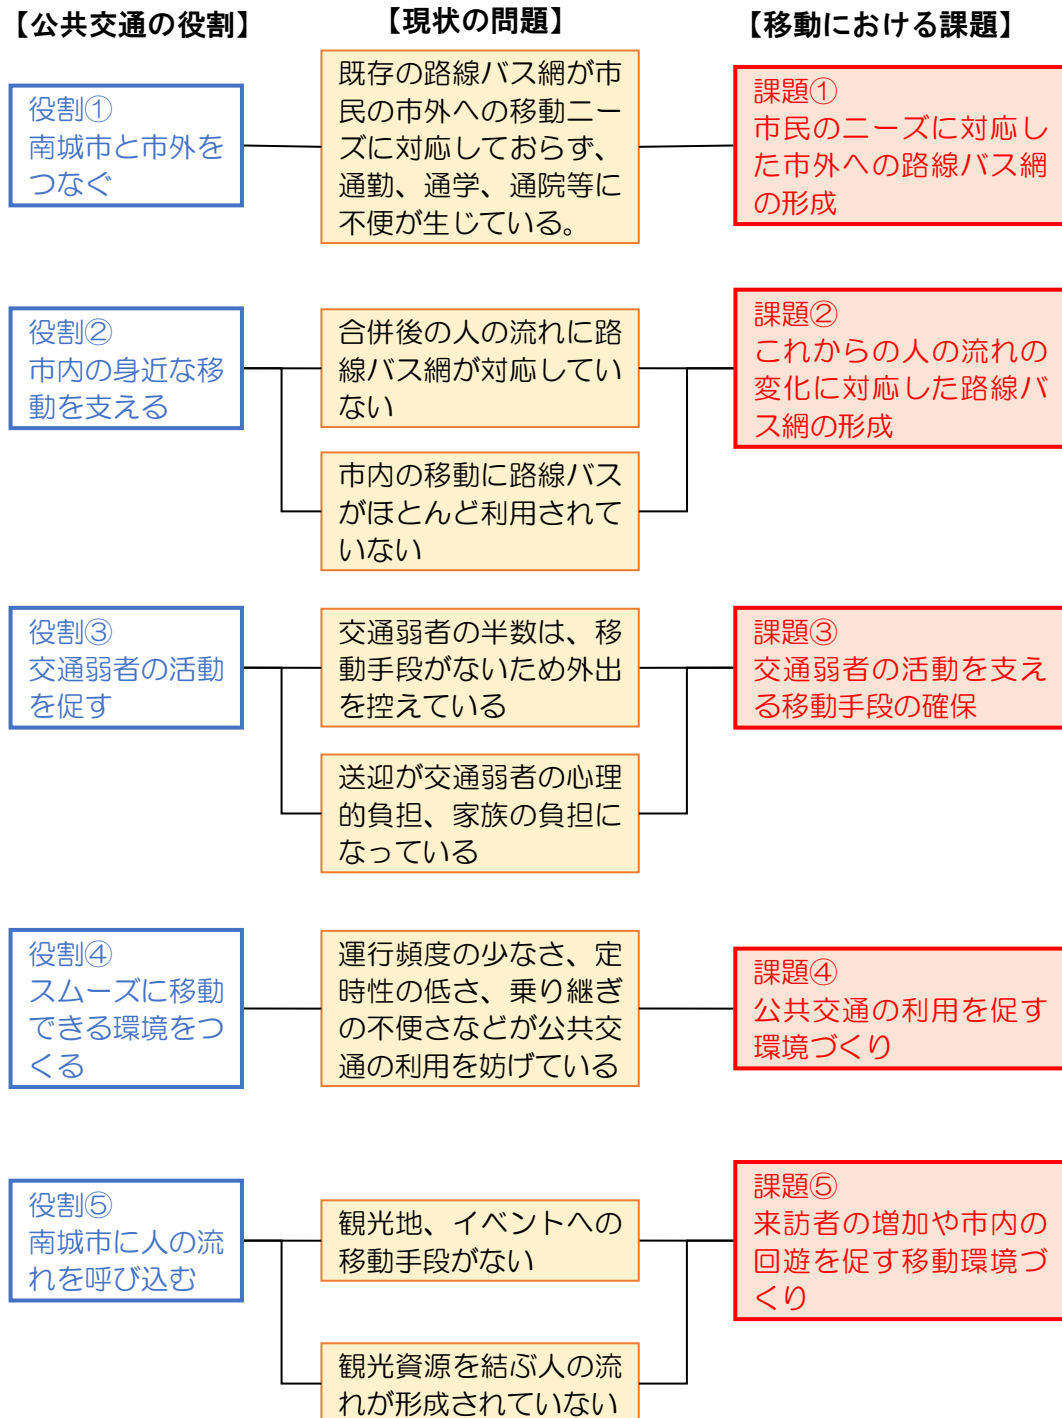 【公共交通の役割】
【現状の問題】
【移動における課題】
役割①
南城市と市外を
つなぐ
既存の路線バス網が市
民の市外への移動ニー
ズに対応しておらず、
通勤、通学、通院等に
不便が生じている。
課題①
市民のニーズに対応し
た市外への路線バス網
の形成
役割②
市内の身近な移
動を支える
合併後の人の流れに路
線バス網が対応してい
ない
市内の移動に路線バス
がほとんど利用されて
いない
課題②
これからの人の流れの
変化に対応した路線バ
ス網の形成
役割③
交通弱者の活動
を促す
交通弱者の半数は、移
動手段がないため外出
を控えている
送迎が交通弱者の心理
的負担、家族の負担に
なっている
課題③
交通弱者の活動を支え
る移動手段の確保
役割④
スムーズに移動
できる環境をつ
くる
運行頻度の少なさ、定
時性の低さ、乗り継ぎ
の不便さなどが公共交
通の利用を妨げている
課題④
公共交通の利用を促す
環境づくり
役割⑤
南城市に人の流
れを呼び込む
観光地、イベントへの
移動手段がない
観光資源を結ぶ人の流
れが形成されていない
課題⑤
来訪者の増加や市内の
回遊を促す移動環境づ
くり